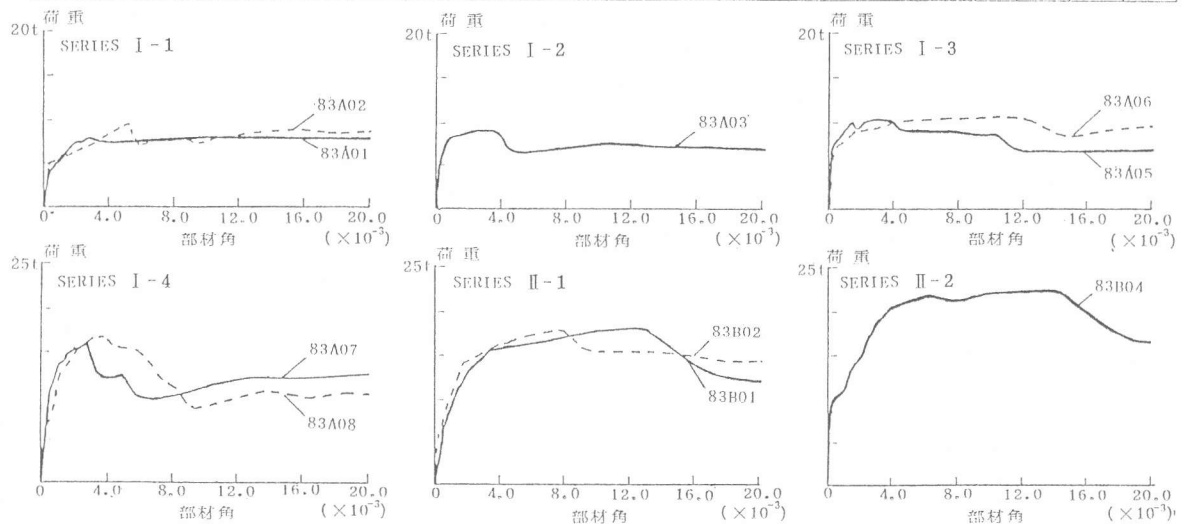 荷重
20t
SERIES I-1
83A02
83A01
0 4.0 8.0 12.0 16.0 20.0
部材角 (×10⁻³)
荷重
20t
SERIES I-2
83A03
0 4.0 8.0 12.0 16.0 20.0
部材角 (×10⁻³)
荷重
20t
SERIES I-3
83A06
83A05
0 4.0 8.0 12.0 16.0 20.0
部材角 (×10⁻³)
荷重
25t
SERIES I-4
83A07
83A08
0 4.0 8.0 12.0 16.0 20.0
部材角 (×10⁻³)
荷重
25t
SERIES II-1
83B02
83B01
0 4.0 8.0 12.0 16.0 20.0
部材角 (×10⁻³)
荷重
25t
SERIES II-2
83B04
0 4.0 8.0 12.0 16.0 20.0
部材角 (×10⁻³)